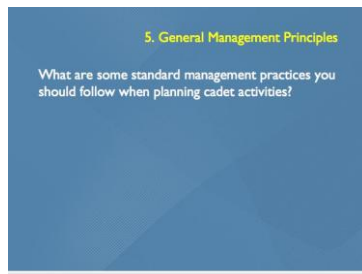 5. General Management Principles
What are some standard management practices you
should follow when planning cadet activities?